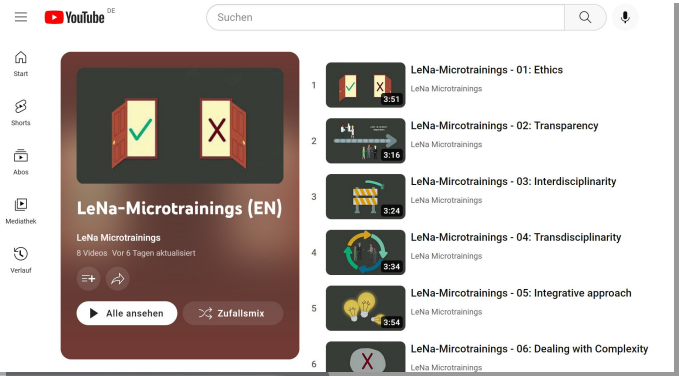 YouTube DE
Suchen
Start
Shorts
Abos
Mediathek
Verlauf
LeNa-Microtrainings (EN)
LeNa Microtrainings
8 Videos Vor 6 Tagen aktualisiert
Alle ansehen
Zufallsmix
1
3:51
LeNa-Microtrainings - 01: Ethics
LeNa Microtrainings
2
3:16
LeNa-Mircotrainings - 02: Transparency
LeNa Microtrainings
3
3:24
LeNa-Mircotrainings - 03: Interdisciplinarity
LeNa Microtrainings
4
3:34
LeNa-Mircotrainings - 04: Transdisciplinarity
LeNa Microtrainings
5
3:54
LeNa-Mircotrainings - 05: Integrative approach
LeNa Microtrainings
6
LeNa-Mircotrainings - 06: Dealing with Complexity
LeNa Microtrainings